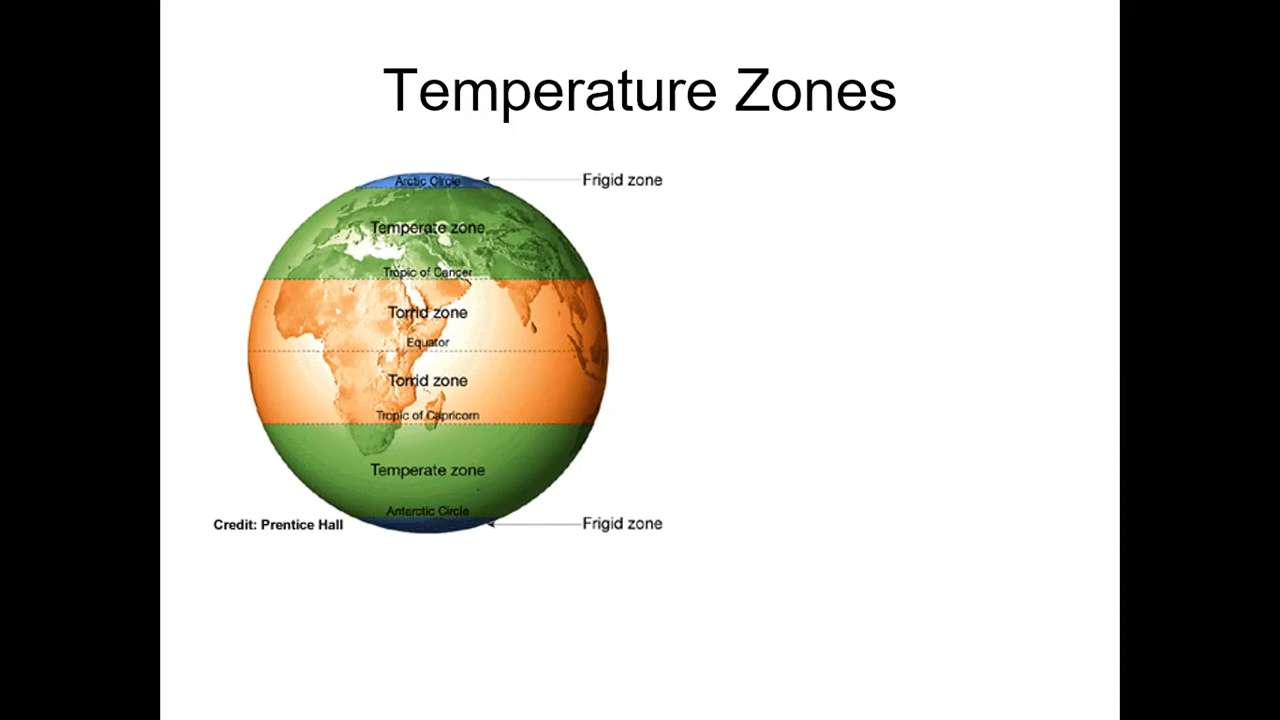 Temperature Zones
Arctic Circle
Frigid zone
Temperate zone
Tropic of Cancer
Torrid zone
Equator
Torrid zone
Tropic of Capricorn
Temperate zone
Antarctic Circle
Frigid zone
Credit: Prentice Hall